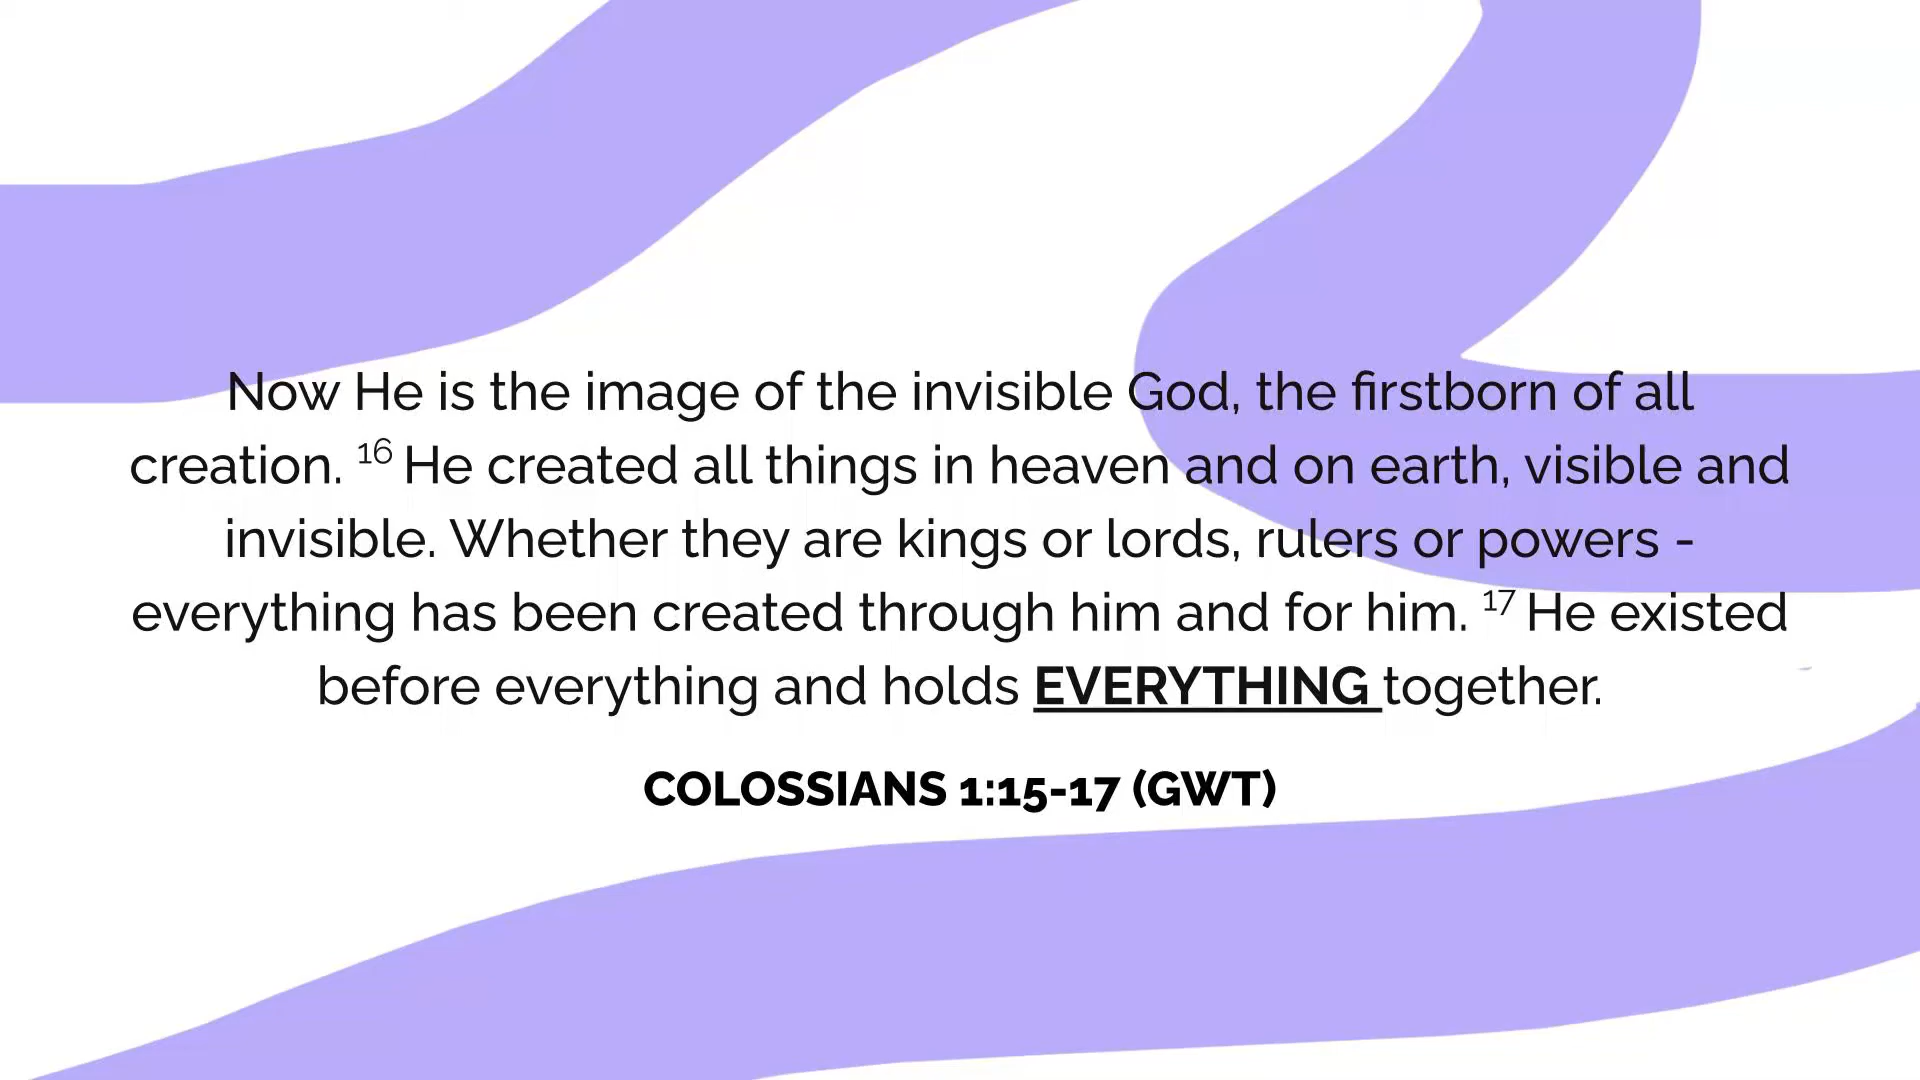 Now He is the image of the invisible God, the firstborn of all
creation. 16 He created all things in heaven and on earth, visible and
invisible. Whether they are kings or lords, rulers or powers -
everything has been created through him and for him. 17 He existed
before everything and holds EVERYTHING together.
COLOSSIANS 1:15-17 (GWT)